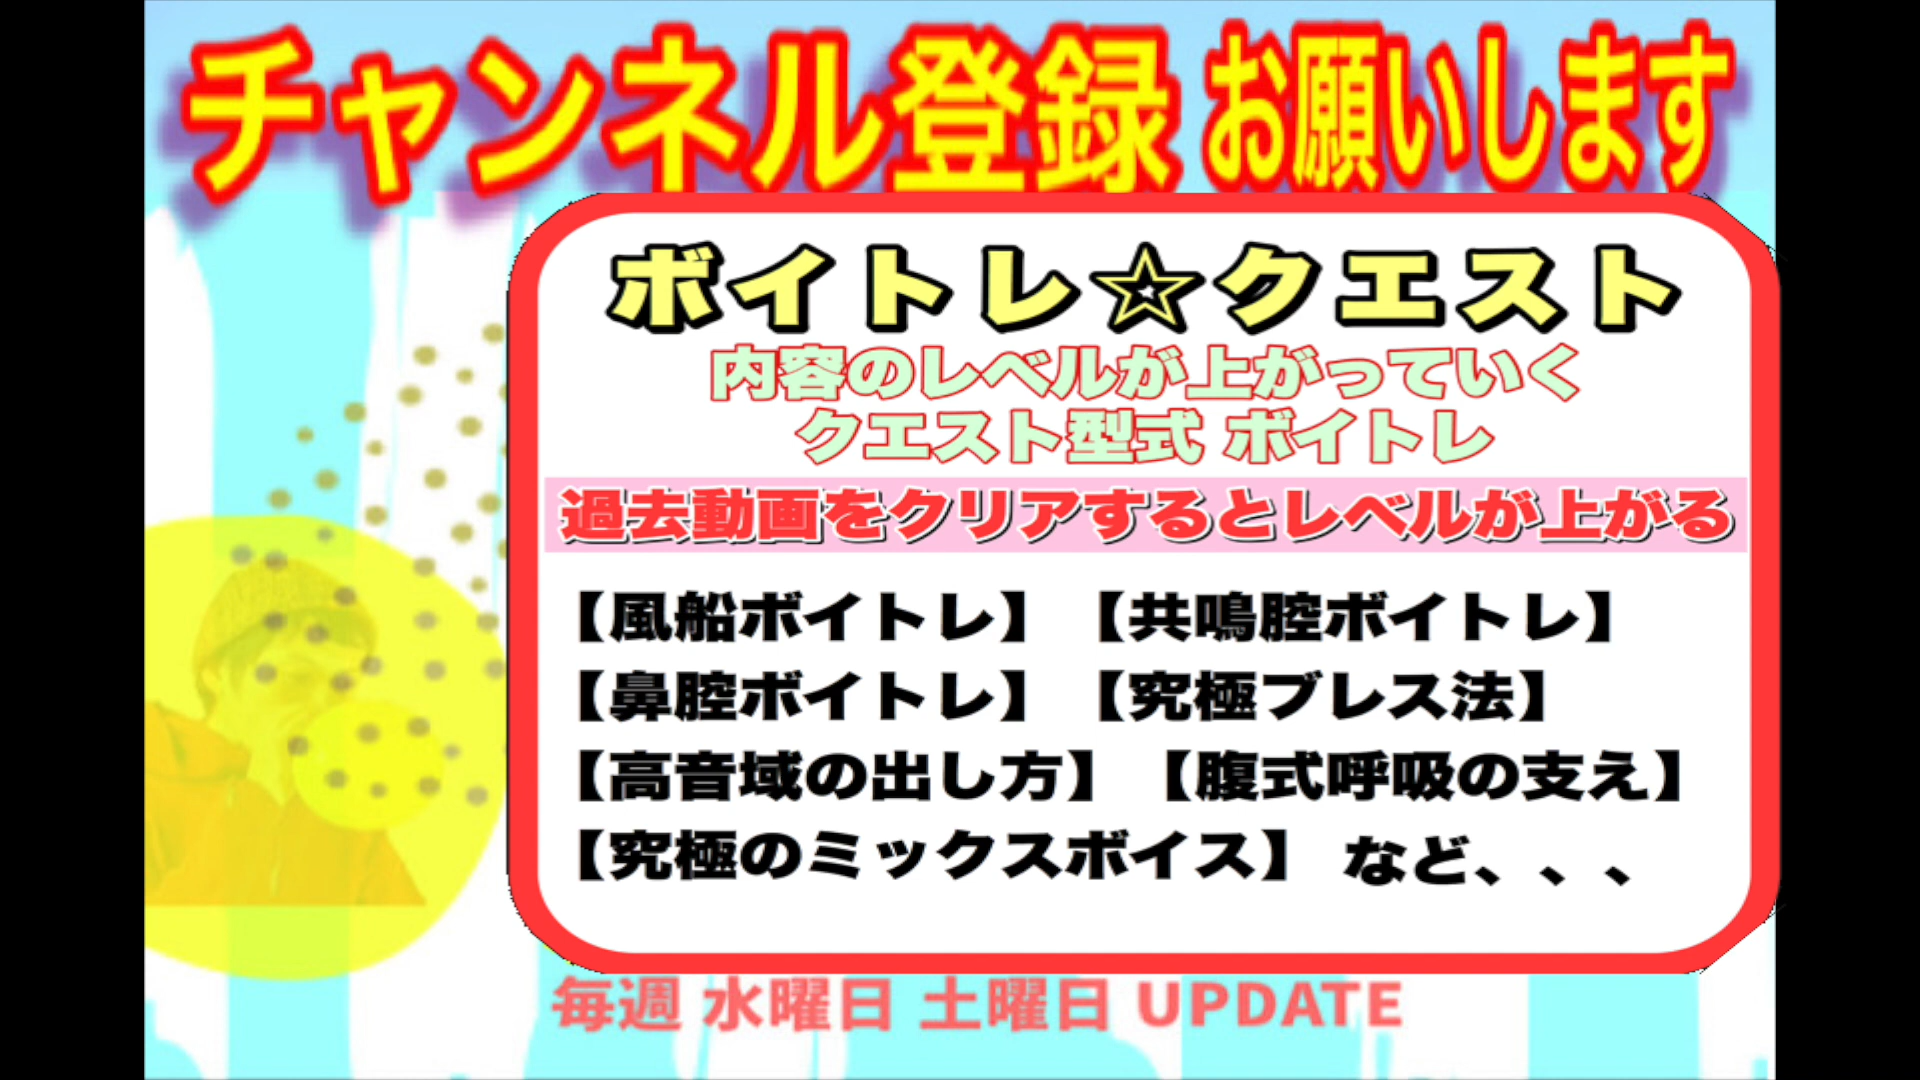 チャンネル登録 お願いします
ボイトレ☆クエスト
内容のレベルが上がっていく
クエスト型式 ボイトレ
過去動画をクリアするとレベルが上がる
【風船ボイトレ】 【共鳴腔ボイトレ】
【鼻腔ボイトレ】 【究極ブレス法】
【高音域の出し方】 【腹式呼吸の支え】
【究極のミックスボイス】 など、、、
毎週 水曜日 土曜日 UPDATE